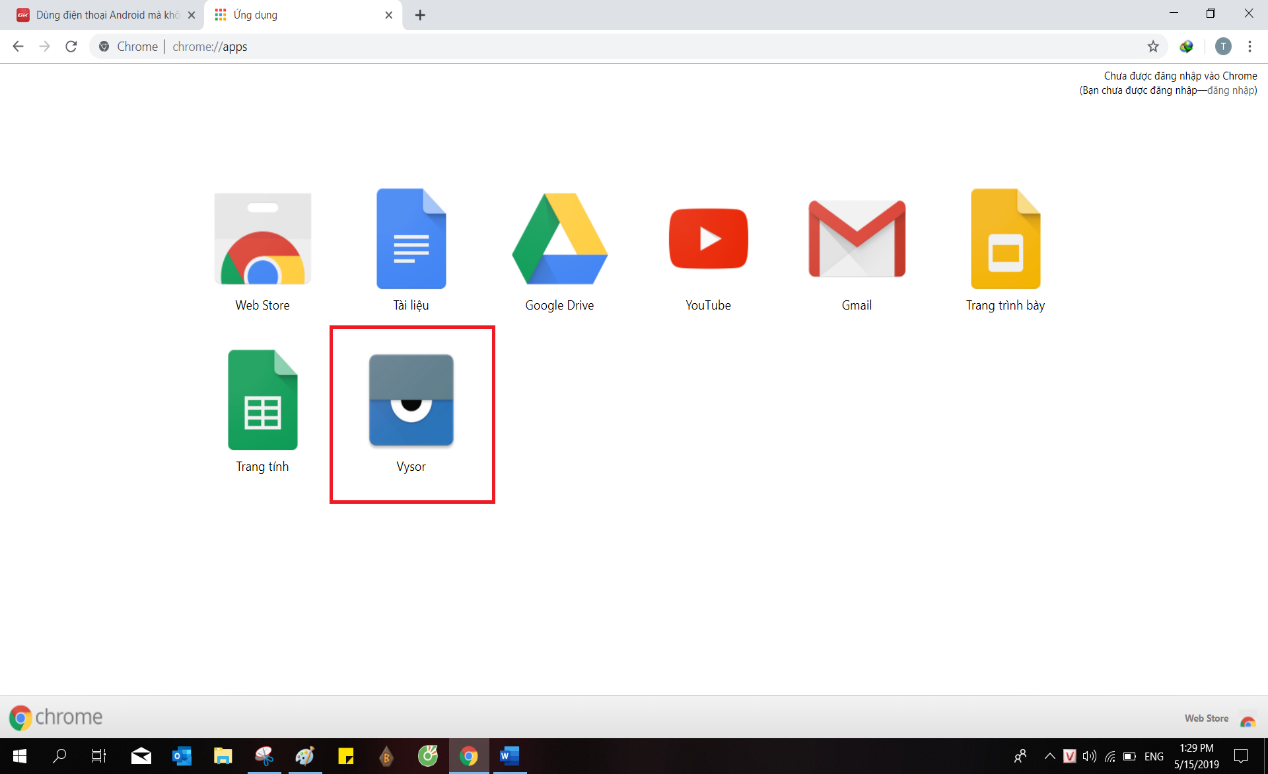 Dùng điện thoại Android mà khô
Ứng dụng
Chrome
chrome://apps
T
Chưa được đăng nhập vào Chrome
(Bạn chưa được đăng nhập—đăng nhập)
Web Store
Tài liệu
Google Drive
YouTube
Gmail
Trang trình bày
Trang tính
Vysor
chrome
Web Store
ENG
1:29 PM
5/15/2019